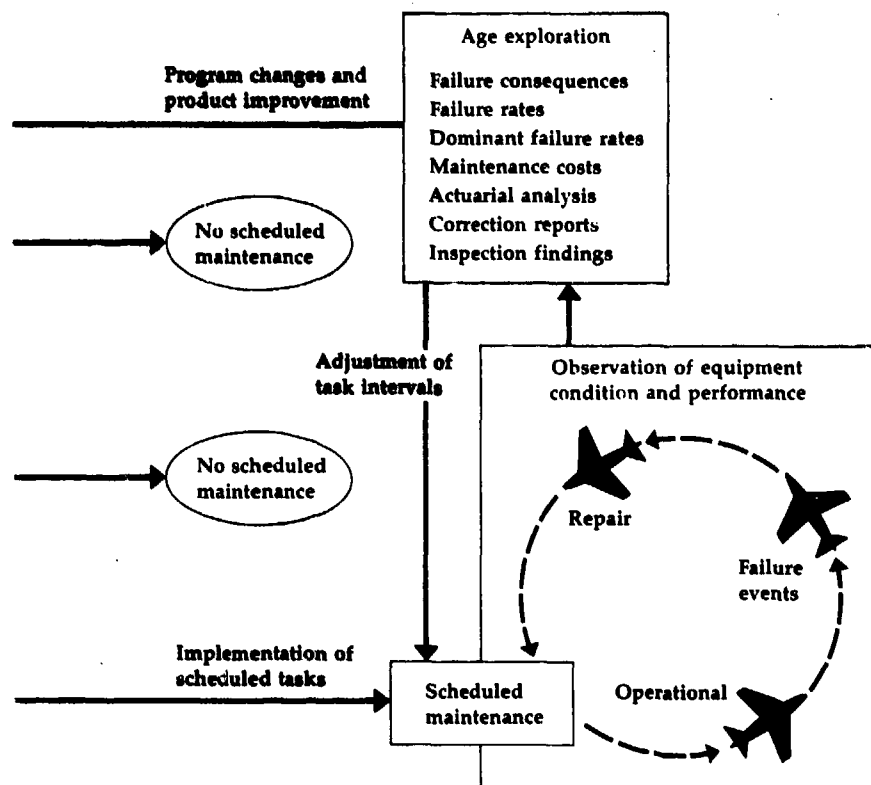 Age exploration
Failure consequences
Failure rates
Dominant failure rates
Maintenance costs
Actuarial analysis
Correction reports
Inspection findings
Program changes and
product improvement
No scheduled
maintenance
Adjustment of
task intervals
Observation of equipment
condition and performance
No scheduled
maintenance
Repair
Failure
events
Implementation of
scheduled tasks
Scheduled
maintenance
Operational